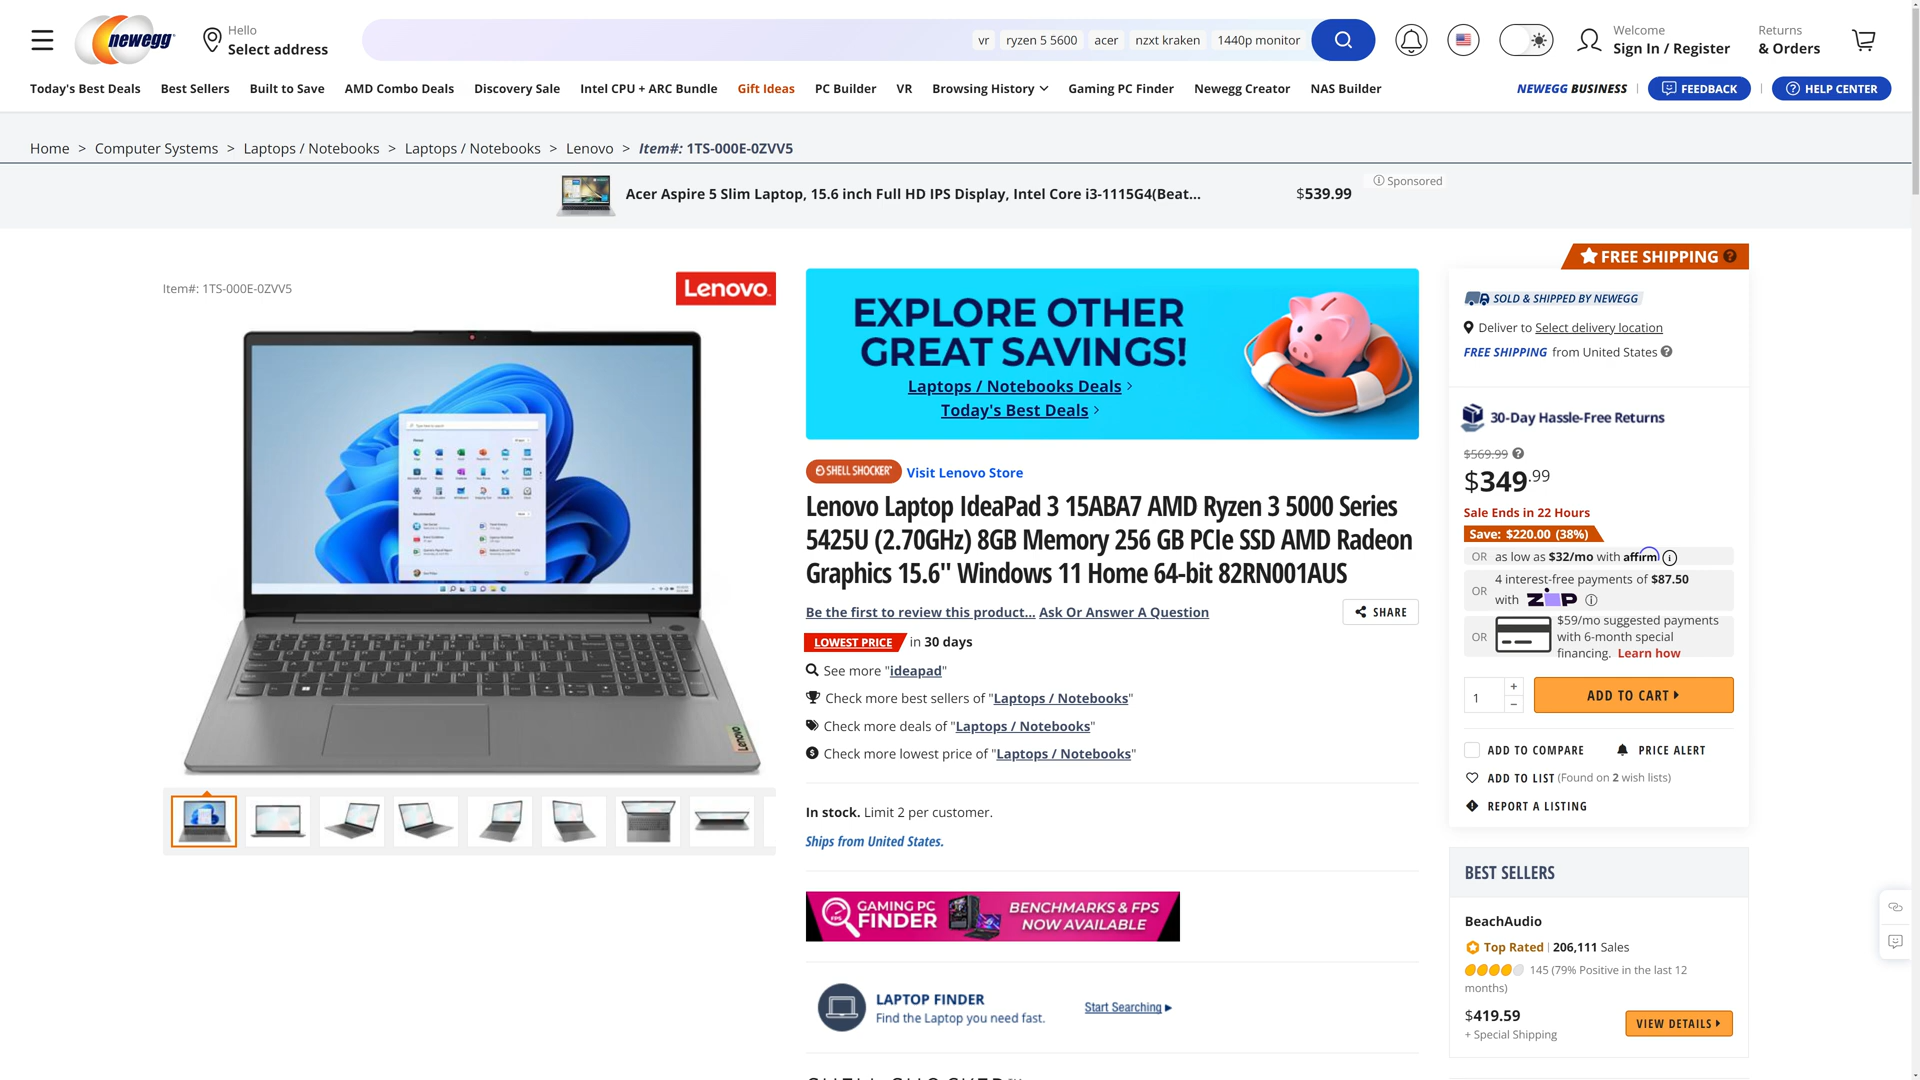 newegg
Hello
Select address
vr
ryzen 5 5600
acer
nzxt kraken
1440p monitor
Welcome
Sign In / Register
Returns
& Orders
Today's Best Deals
Best Sellers
Built to Save
AMD Combo Deals
Discovery Sale
Intel CPU + ARC Bundle
Gift Ideas
PC Builder
VR
Browsing History
Gaming PC Finder
Newegg Creator
NAS Builder
NEWEGG BUSINESS
FEEDBACK
HELP CENTER
Home > Computer Systems > Laptops / Notebooks > Laptops / Notebooks > Lenovo > Item#: 1TS-000E-0ZVV5
Acer Aspire 5 Slim Laptop, 15.6 inch Full HD IPS Display, Intel Core i3-1115G4(Beat...
$539.99
Sponsored
Item#: 1TS-000E-0ZVV5
Lenovo
Lenovo
EXPLORE OTHER
GREAT SAVINGS!
Laptops / Notebooks Deals
Today's Best Deals
SHELL SHOCKER
Visit Lenovo Store
Lenovo Laptop IdeaPad 3 15ABA7 AMD Ryzen 3 5000 Series
5425U (2.70GHz) 8GB Memory 256 GB PCIe SSD AMD Radeon
Graphics 15.6" Windows 11 Home 64-bit 82RN001AUS
Be the first to review this product... Ask Or Answer A Question
SHARE
LOWEST PRICE in 30 days
See more "ideapad"
Check more best sellers of "Laptops / Notebooks"
Check more deals of "Laptops / Notebooks"
Check more lowest price of "Laptops / Notebooks"
In stock. Limit 2 per customer.
Ships from United States.
GAMING PC
FINDER
FPS
BENCHMARKS & FPS
NOW AVAILABLE
LAPTOP FINDER
Find the Laptop you need fast.
Start Searching
FREE SHIPPING
SOLD & SHIPPED BY NEWEGG
Deliver to Select delivery location
FREE SHIPPING from United States
30-Day Hassle-Free Returns
$569.99
$349.99
Sale Ends in 22 Hours
Save: $220.00 (38%)
OR as low as $32/mo with affirm
OR
4 interest-free payments of $87.50
with ZIP
OR
$59/mo suggested payments
with 6-month special
financing. Learn how
1
+
−
ADD TO CART
ADD TO COMPARE
PRICE ALERT
ADD TO LIST (Found on 2 wish lists)
REPORT A LISTING
BEST SELLERS
BeachAudio
Top Rated | 206,111 Sales
145 (79% Positive in the last 12
months)
$419.59
+ Special Shipping
VIEW DETAILS